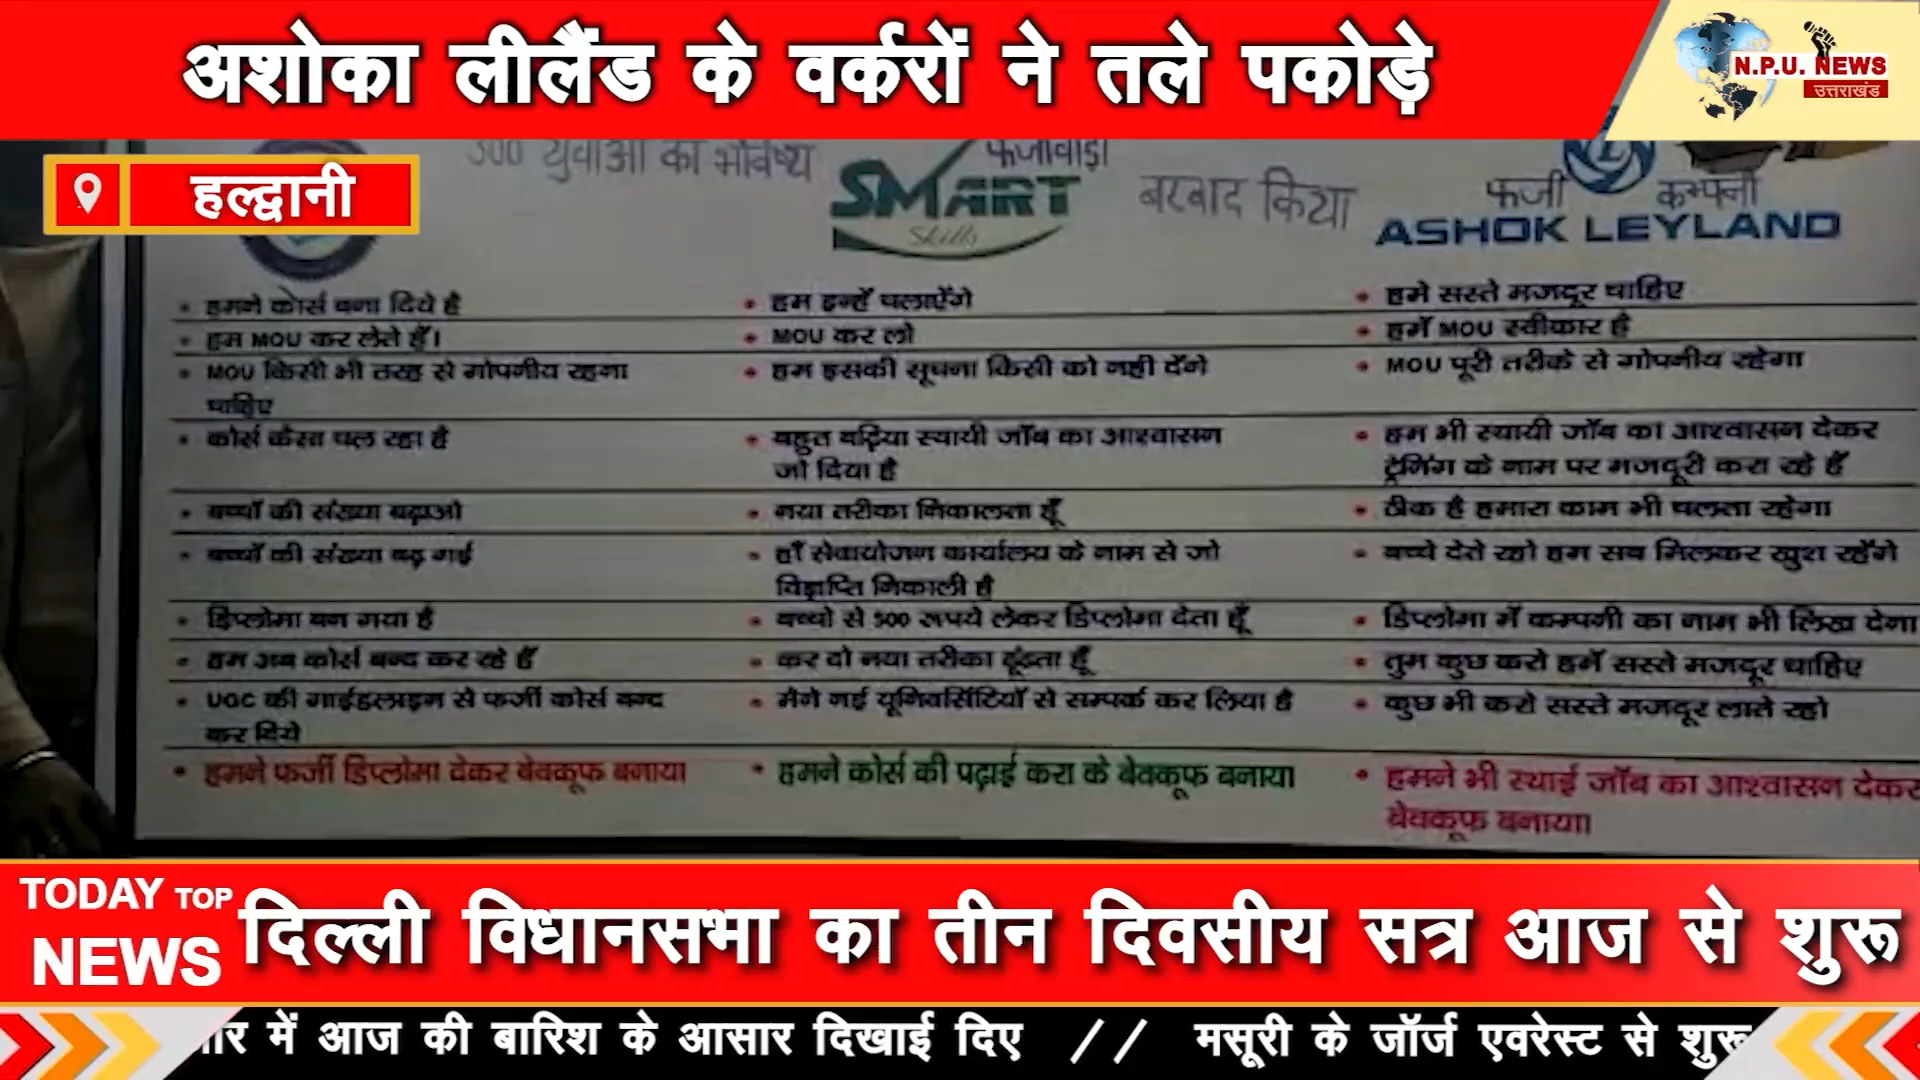 अशोका लीलैंड के वर्करों ने तले पकोड़े
N.P.U. NEWS
उत्तराखंड
हल्द्वानी
300 युवाओं का भविष्य
फर्जीवाड़ा
SMART
Skills
बरबाद किया
फर्जी
कम्पनी
ASHOK LEYLAND
• हमने कोर्स बना दिये है
• हम इन्हें चलाऐंगे
• हमे सस्ते मजदूर चाहिए
• हम MOU कर लेते हैं।
• MOU कर लो
• हमें MOU स्वीकार है
• MOU किसी भी तरह से गोपनीय रहना
चाहिए
• हम इसकी सूचना किसी को नही देंगे
• MOU पूरी तरीके से गोपनीय रहेगा
• कोर्स कैसा चल रहा है
• बहुत बढ़िया स्थायी जॉब का आश्वासन
जो दिया है
• हम भी स्थायी जॉब का आश्वासन देकर
ट्रेनिंग के नाम पर मजदूरी करा रहे हैं
• बच्चों की संख्या बढ़ाओ
• नया तरीका निकालता हूँ
• ठीक है हमारा काम भी चलता रहेगा
• बच्चों की संख्या बढ़ गई
• हाँ सेवायोजन कार्यालय के नाम से जो
विज्ञप्ति निकाली है
• बच्चे देते रहो हम सब मिलकर खुश रहेंगे
• डिप्लोमा बन गया है
• बच्चो से 500 रूपये लेकर डिप्लोमा देता हूँ
• डिप्लोमा में कम्पनी का नाम भी लिख देना
• हम अब कोर्स बन्द कर रहे हैं
• कर दो नया तरीका ढूंढता हूँ
• तुम कुछ करो हमें सस्ते मजदूर चाहिए
• UGC की गाईडलाइन से फर्जी कोर्स बन्द
कर दिये
• मैने नई यूनिवर्सिटियों से सम्पर्क कर लिया है
• कुछ भी करो सस्ते मजदूर लाते रहो
• हमने फर्जी डिप्लोमा देकर बेवकूफ बनाया
• हमने कोर्स की पढ़ाई करा के बेवकूफ बनाया
• हमने भी स्थाई जॉब का आश्वासन देकर
बेवकूफ बनाया।
TODAY TOP
NEWS
दिल्ली विधानसभा का तीन दिवसीय सत्र आज से शुरू
में आज की बारिश के आसार दिखाई दिए // मसूरी के जॉर्ज एवरेस्ट से शुरू